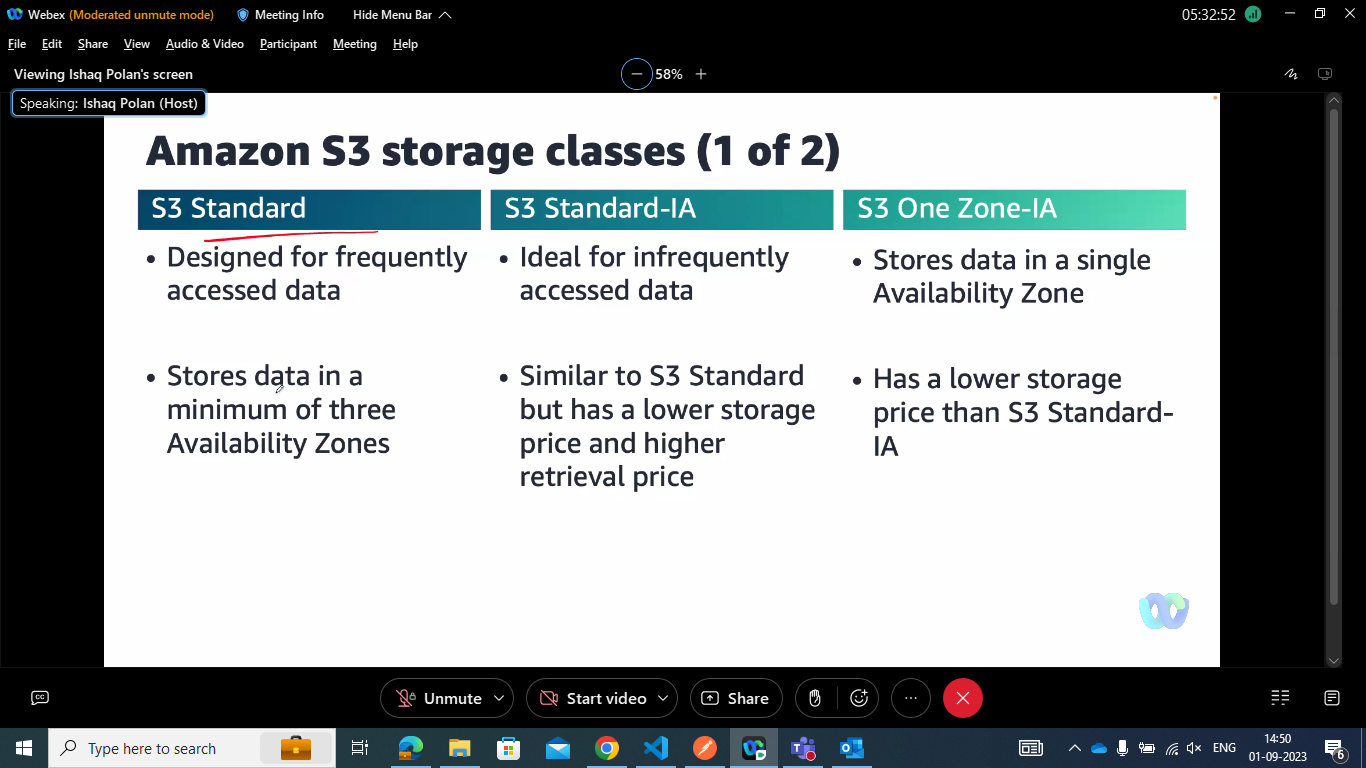 Webex (Moderated unmute mode) Meeting Info Hide Menu Bar 05:32:52
File Edit Share View Audio & Video Participant Meeting Help
Viewing Ishaq Polan's screen 58%
Speaking: Ishaq Polan (Host)
Amazon S3 storage classes (1 of 2)
S3 Standard
• Designed for frequently
accessed data
• Stores data in a
minimum of three
Availability Zones
S3 Standard-IA
• Ideal for infrequently
accessed data
• Similar to S3 Standard
but has a lower storage
price and higher
retrieval price
S3 One Zone-IA
• Stores data in a single
Availability Zone
• Has a lower storage
price than S3 Standard-
IA
CC Unmute Start video Share
Type here to search ENG 14:50
01-09-2023 6